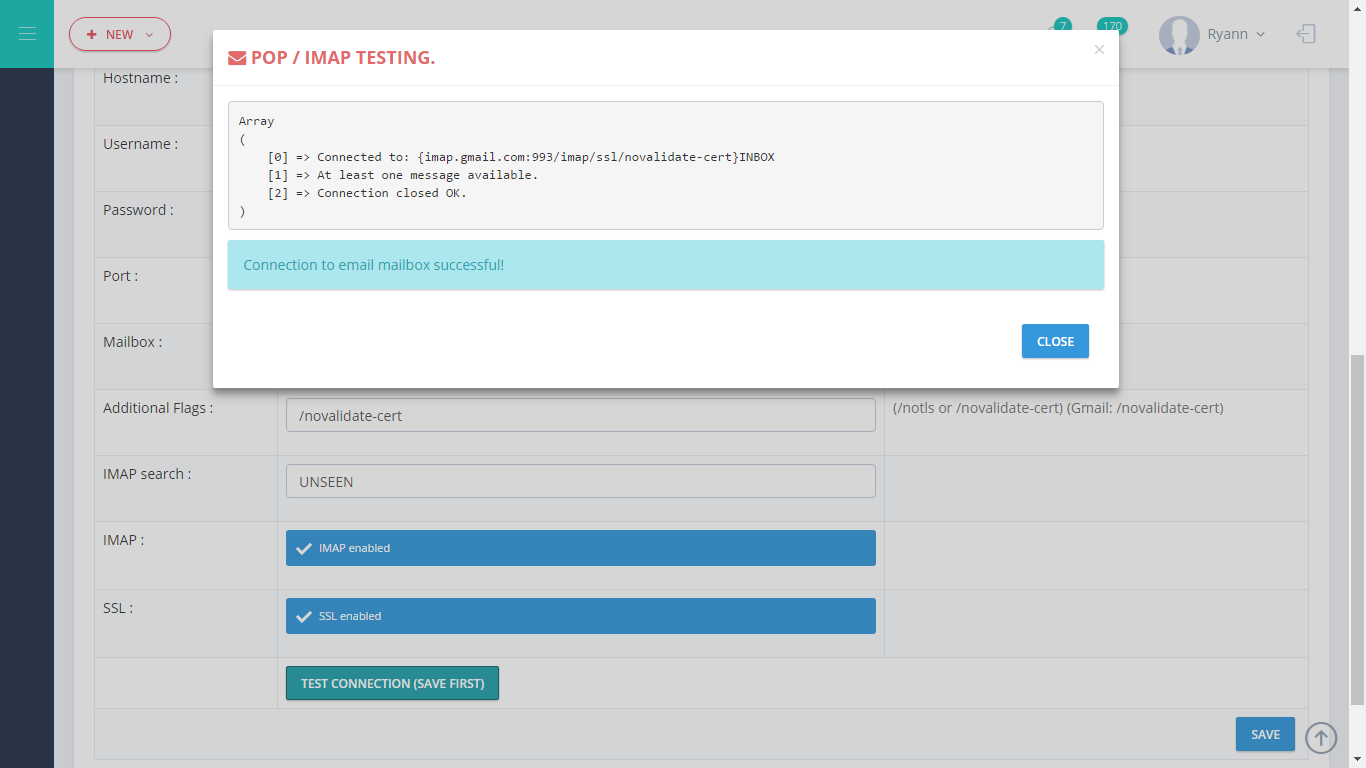 NEW
7
170
Ryann
POP / IMAP TESTING.
×
Array
(
    [0] => Connected to: {imap.gmail.com:993/imap/ssl/novalidate-cert}INBOX
    [1] => At least one message available.
    [2] => Connection closed OK.
)
Connection to email mailbox successful!
CLOSE
Hostname :
Username :
Password :
Port :
Mailbox :
Additional Flags :
/novalidate-cert
(/notls or /novalidate-cert) (Gmail: /novalidate-cert)
IMAP search :
UNSEEN
IMAP :
IMAP enabled
SSL :
SSL enabled
TEST CONNECTION (SAVE FIRST)
SAVE